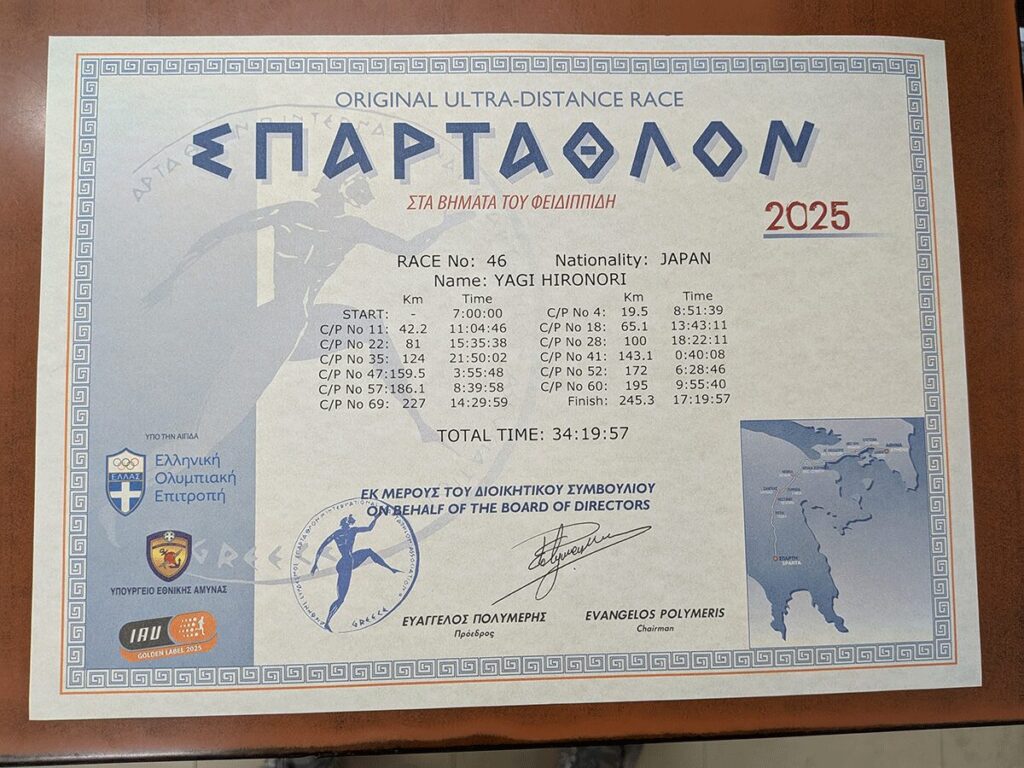 ORIGINAL ULTRA-DISTANCE RACE
ΣΠΑΡΤΑΘΛΟΝ
ΣΤΑ ΒΗΜΑΤΑ ΤΟΥ ΦΕΙΔΙΠΠΙΔΗ
2025
RACE No: 46 Nationality: JAPAN
Name: YAGI HIRONORI
Km Time Km Time
START: - 7:00:00 C/P No 4: 19.5 8:51:39
C/P No 11: 42.2 11:04:46 C/P No 18: 65.1 13:43:11
C/P No 22: 81 15:35:38 C/P No 28: 100 18:22:11
C/P No 35: 124 21:50:02 C/P No 41: 143.1 0:40:08
C/P No 47:159.5 3:55:48 C/P No 52: 172 6:28:46
C/P No 57:186.1 8:39:58 C/P No 60: 195 9:55:40
C/P No 69: 227 14:29:59 Finish: 245.3 17:19:57
TOTAL TIME: 34:19:57
ΥΠΟ ΤΗΝ ΑΙΓΙΔΑ
ΕΛΛΑΣ
Ελληνική
Ολυμπιακή
Επιτροπή
ΥΠΟΥΡΓΕΙΟ ΕΘΝΙΚΗΣ ΑΜΥΝΑΣ
IAU
GOLDEN LABEL 2025
GREECE
ΕΚ ΜΕΡΟΥΣ ΤΟΥ ΔΙΟΙΚΗΤΙΚΟΥ ΣΥΜΒΟΥΛΙΟΥ
ON BEHALF OF THE BOARD OF DIRECTORS
GREECE
ΕΥΑΓΓΕΛΟΣ ΠΟΛΥΜΕΡΗΣ
Πρόεδρος
EVANGELOS POLYMERIS
Chairman
ΑΘΗΝΑ
ΣΠΑΡΤΗ
SPARTA